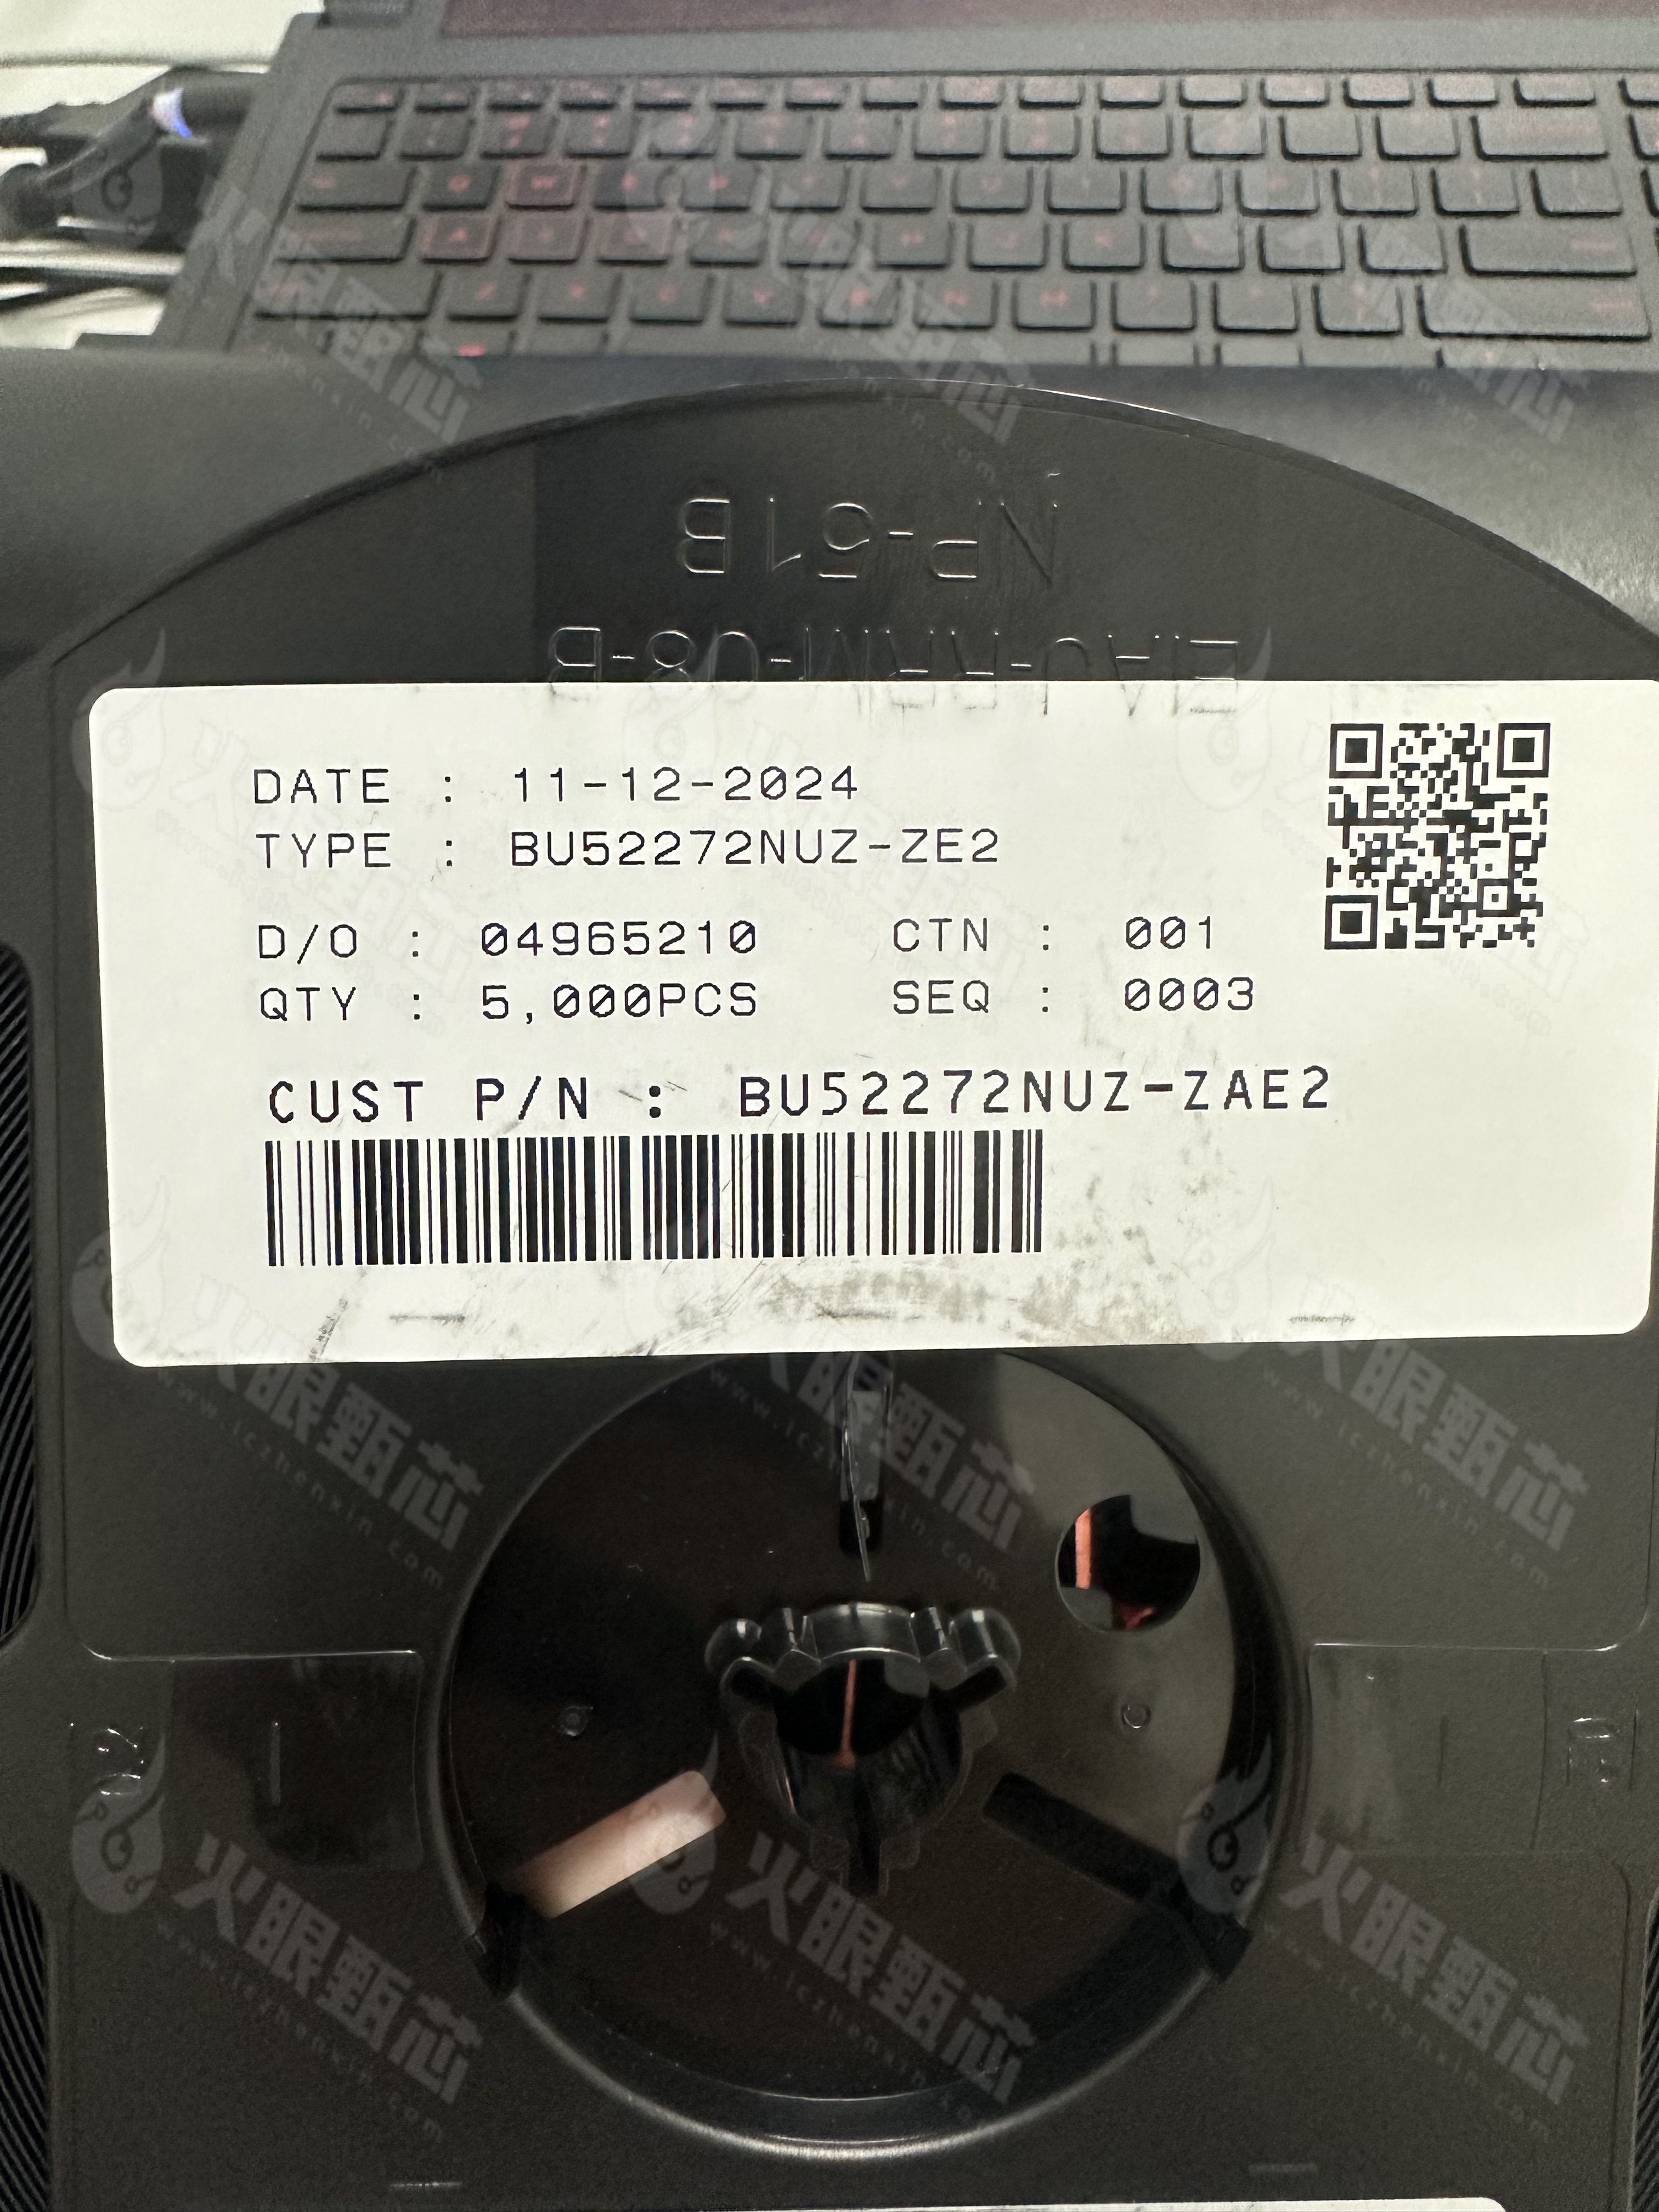 NP-51B
EIAJ-RRM-08-B
DATE : 11-12-2024
TYPE : BU52272NUZ-ZE2
D/O : 04965210 CTN : 001
QTY : 5,000PCS SEQ : 0003
CUST P/N : BU52272NUZ-ZAE2
火眼甄芯
www.iczhenxin.com